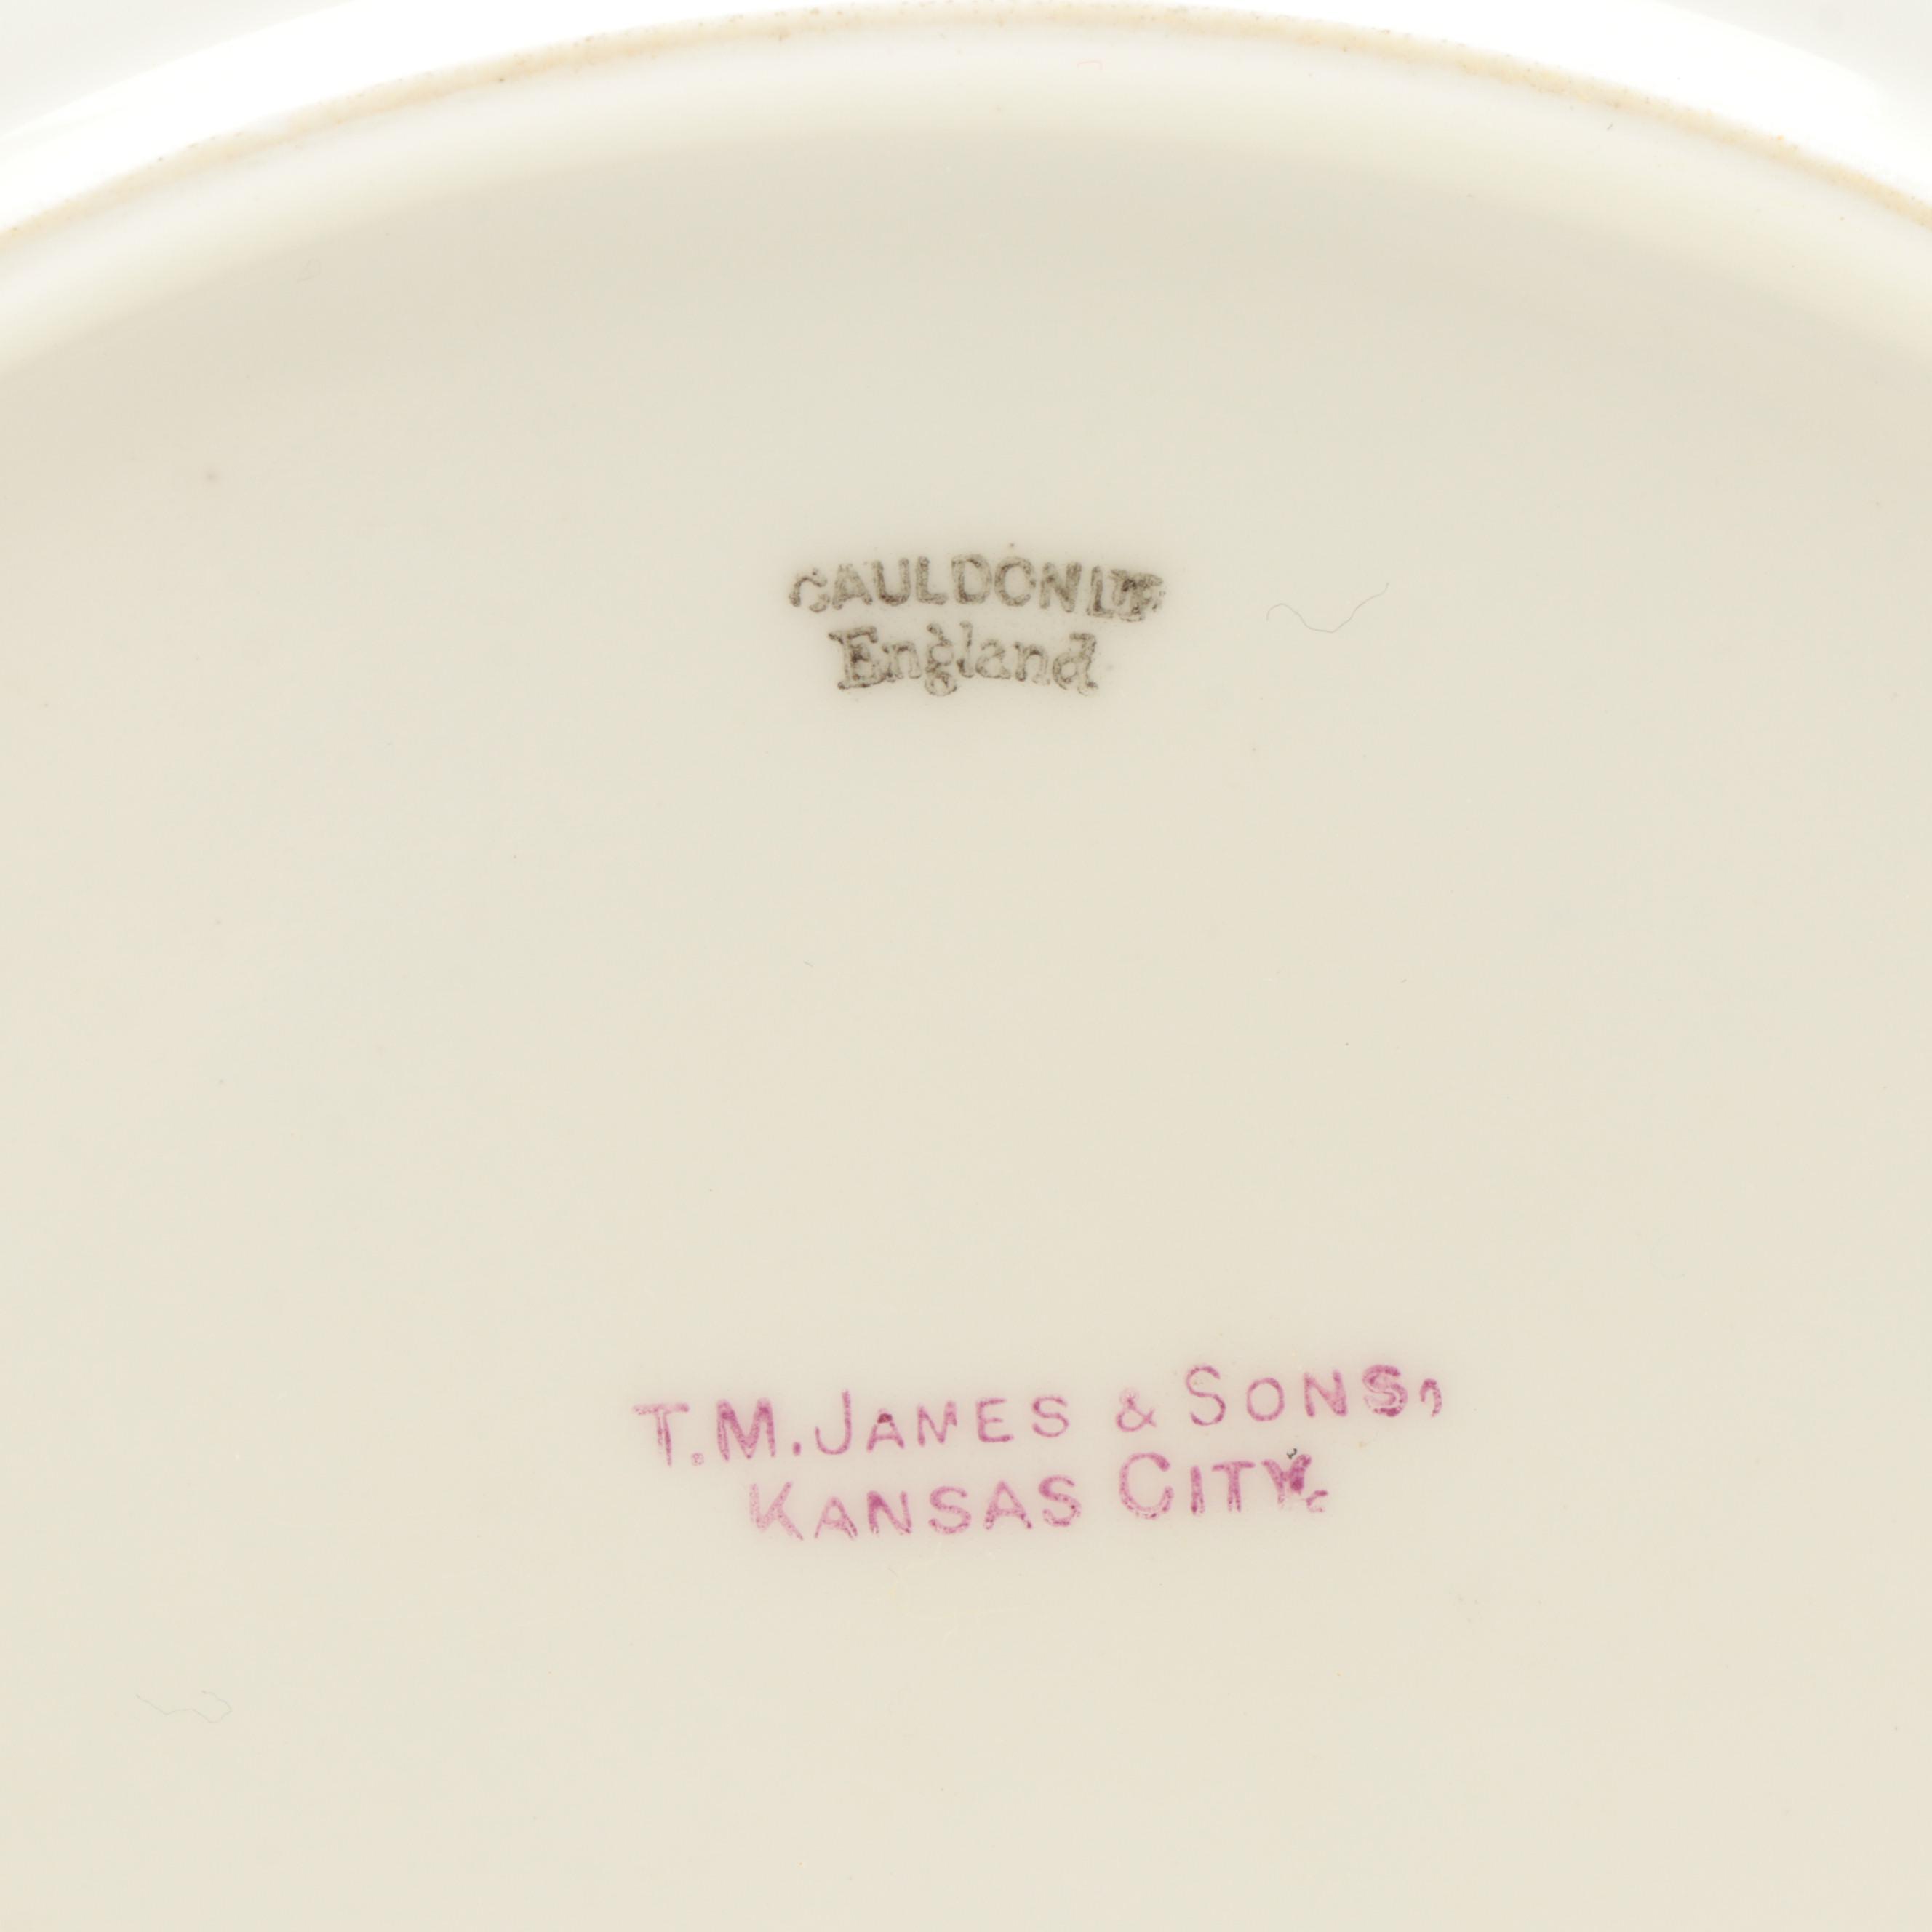 CAULDON LTD
England
T.M. JAMES & SONS,
KANSAS CITY.